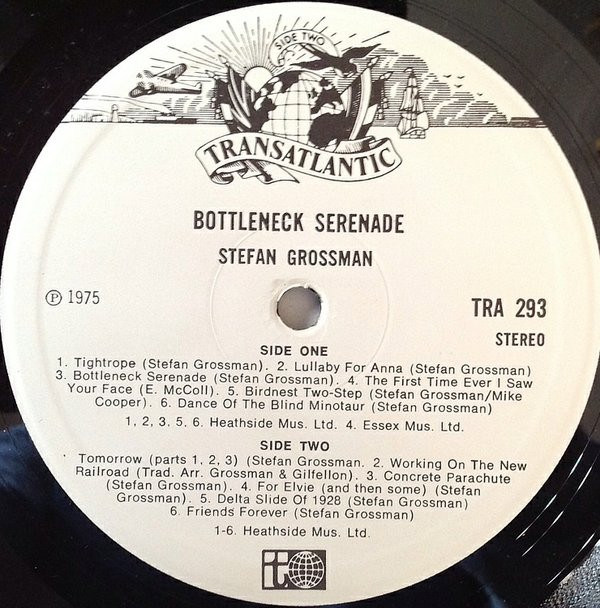 SIDE TWO
TRANSATLANTIC
BOTTLENECK SERENADE
STEFAN GROSSMAN
℗ 1975
TRA 293
STEREO
SIDE ONE
1. Tightrope (Stefan Grossman). 2. Lullaby For Anna (Stefan Grossman)
3. Bottleneck Serenade (Stefan Grossman). 4. The First Time Ever I Saw
Your Face (E. McColl). 5. Birdnest Two-Step (Stefan Grossman/Mike
Cooper). 6. Dance Of The Blind Minotaur (Stefan Grossman)
1, 2, 3, 5. 6. Heathside Mus. Ltd. 4. Essex Mus. Ltd.
SIDE TWO
Tomorrow (parts 1, 2, 3) (Stefan Grossman. 2. Working On The New
Railroad (Trad. Arr. Grossman & Gilfellon). 3. Concrete Parachute
(Stefan Grossman). 4. For Elvie (and then some) (Stefan
Grossman). 5. Delta Slide Of 1928 (Stefan Grossman)
6. Friends Forever (Stefan Grossman)
1-6. Heathside Mus. Ltd.